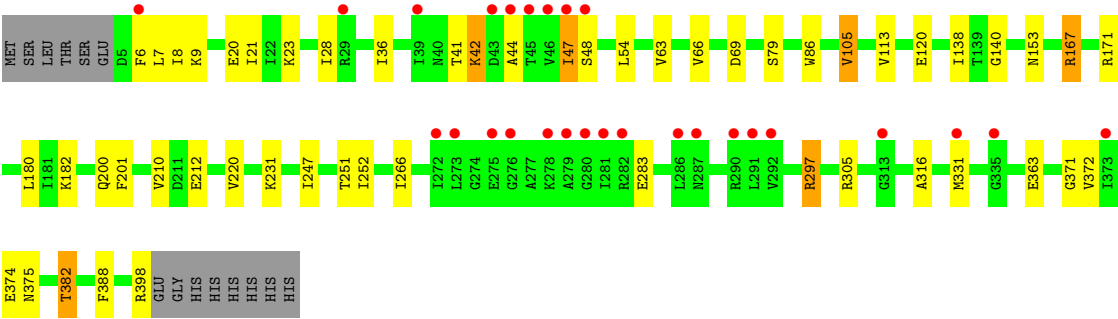 MET SER LEU THR SER GLU D5 F6 L7 I8 K9 E20 I21 I22 K23 I28 R29 I36 I39 N40 T41 K42 D43 A44 T45 V46 I47 S48 L54 V63 V66 D69 S79 W86 V105 V113 E120 I138 T139 G140 N153 R167 R171
L180 I181 K182 Q200 F201 V210 D211 E212 V220 K231 I247 T251 I252 I266 I272 L273 G274 E275 G276 A277 K278 A279 G280 I281 R282 E283 L286 N287 R290 L291 V292 R297 R305 G313 A316 M331 G335 E363 G371 V372 I373
E374 N375 T382 F388 R398 GLU GLY HIS HIS HIS HIS HIS HIS